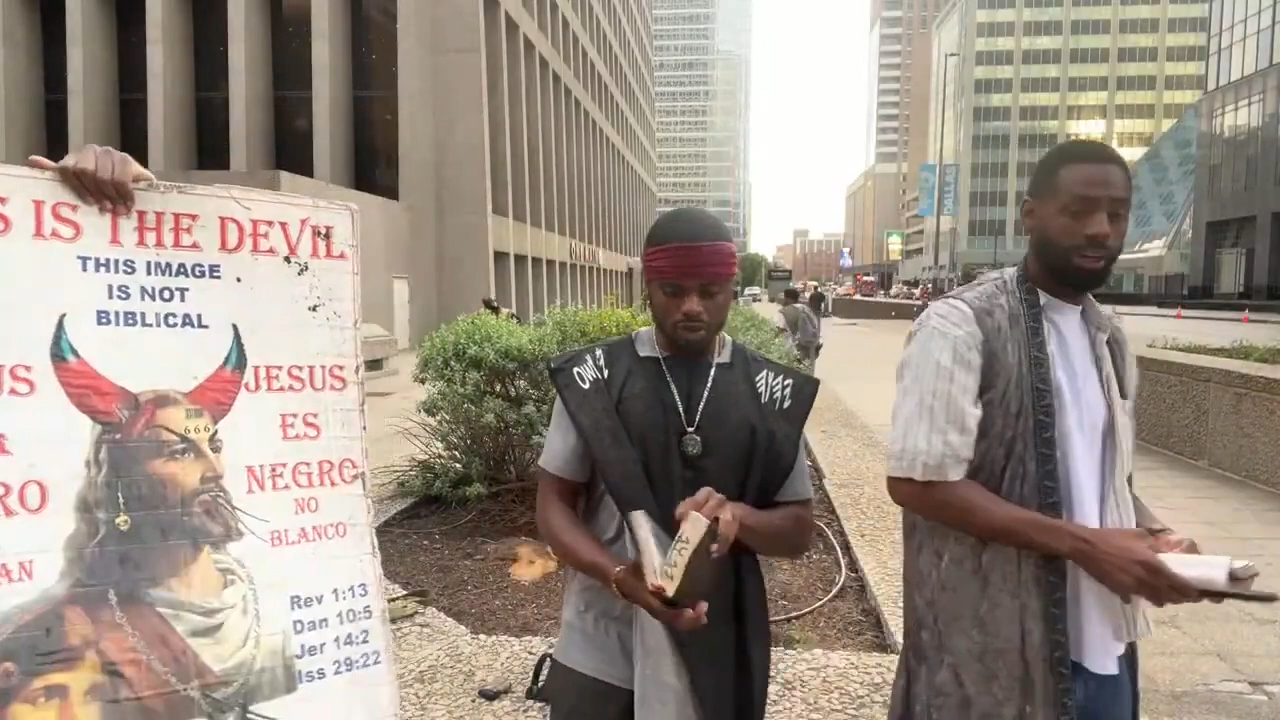 S IS THE DEVIL
THIS IMAGE
IS NOT
BIBLICAL
US
JESUS
ES
NEGRO
NO
BLANCO
RO
AN
666
Rev 1:13
Dan 10:5
Jer 14:2
Iss 29:22
𐤉𐤄𐤅𐤄
DALLAS